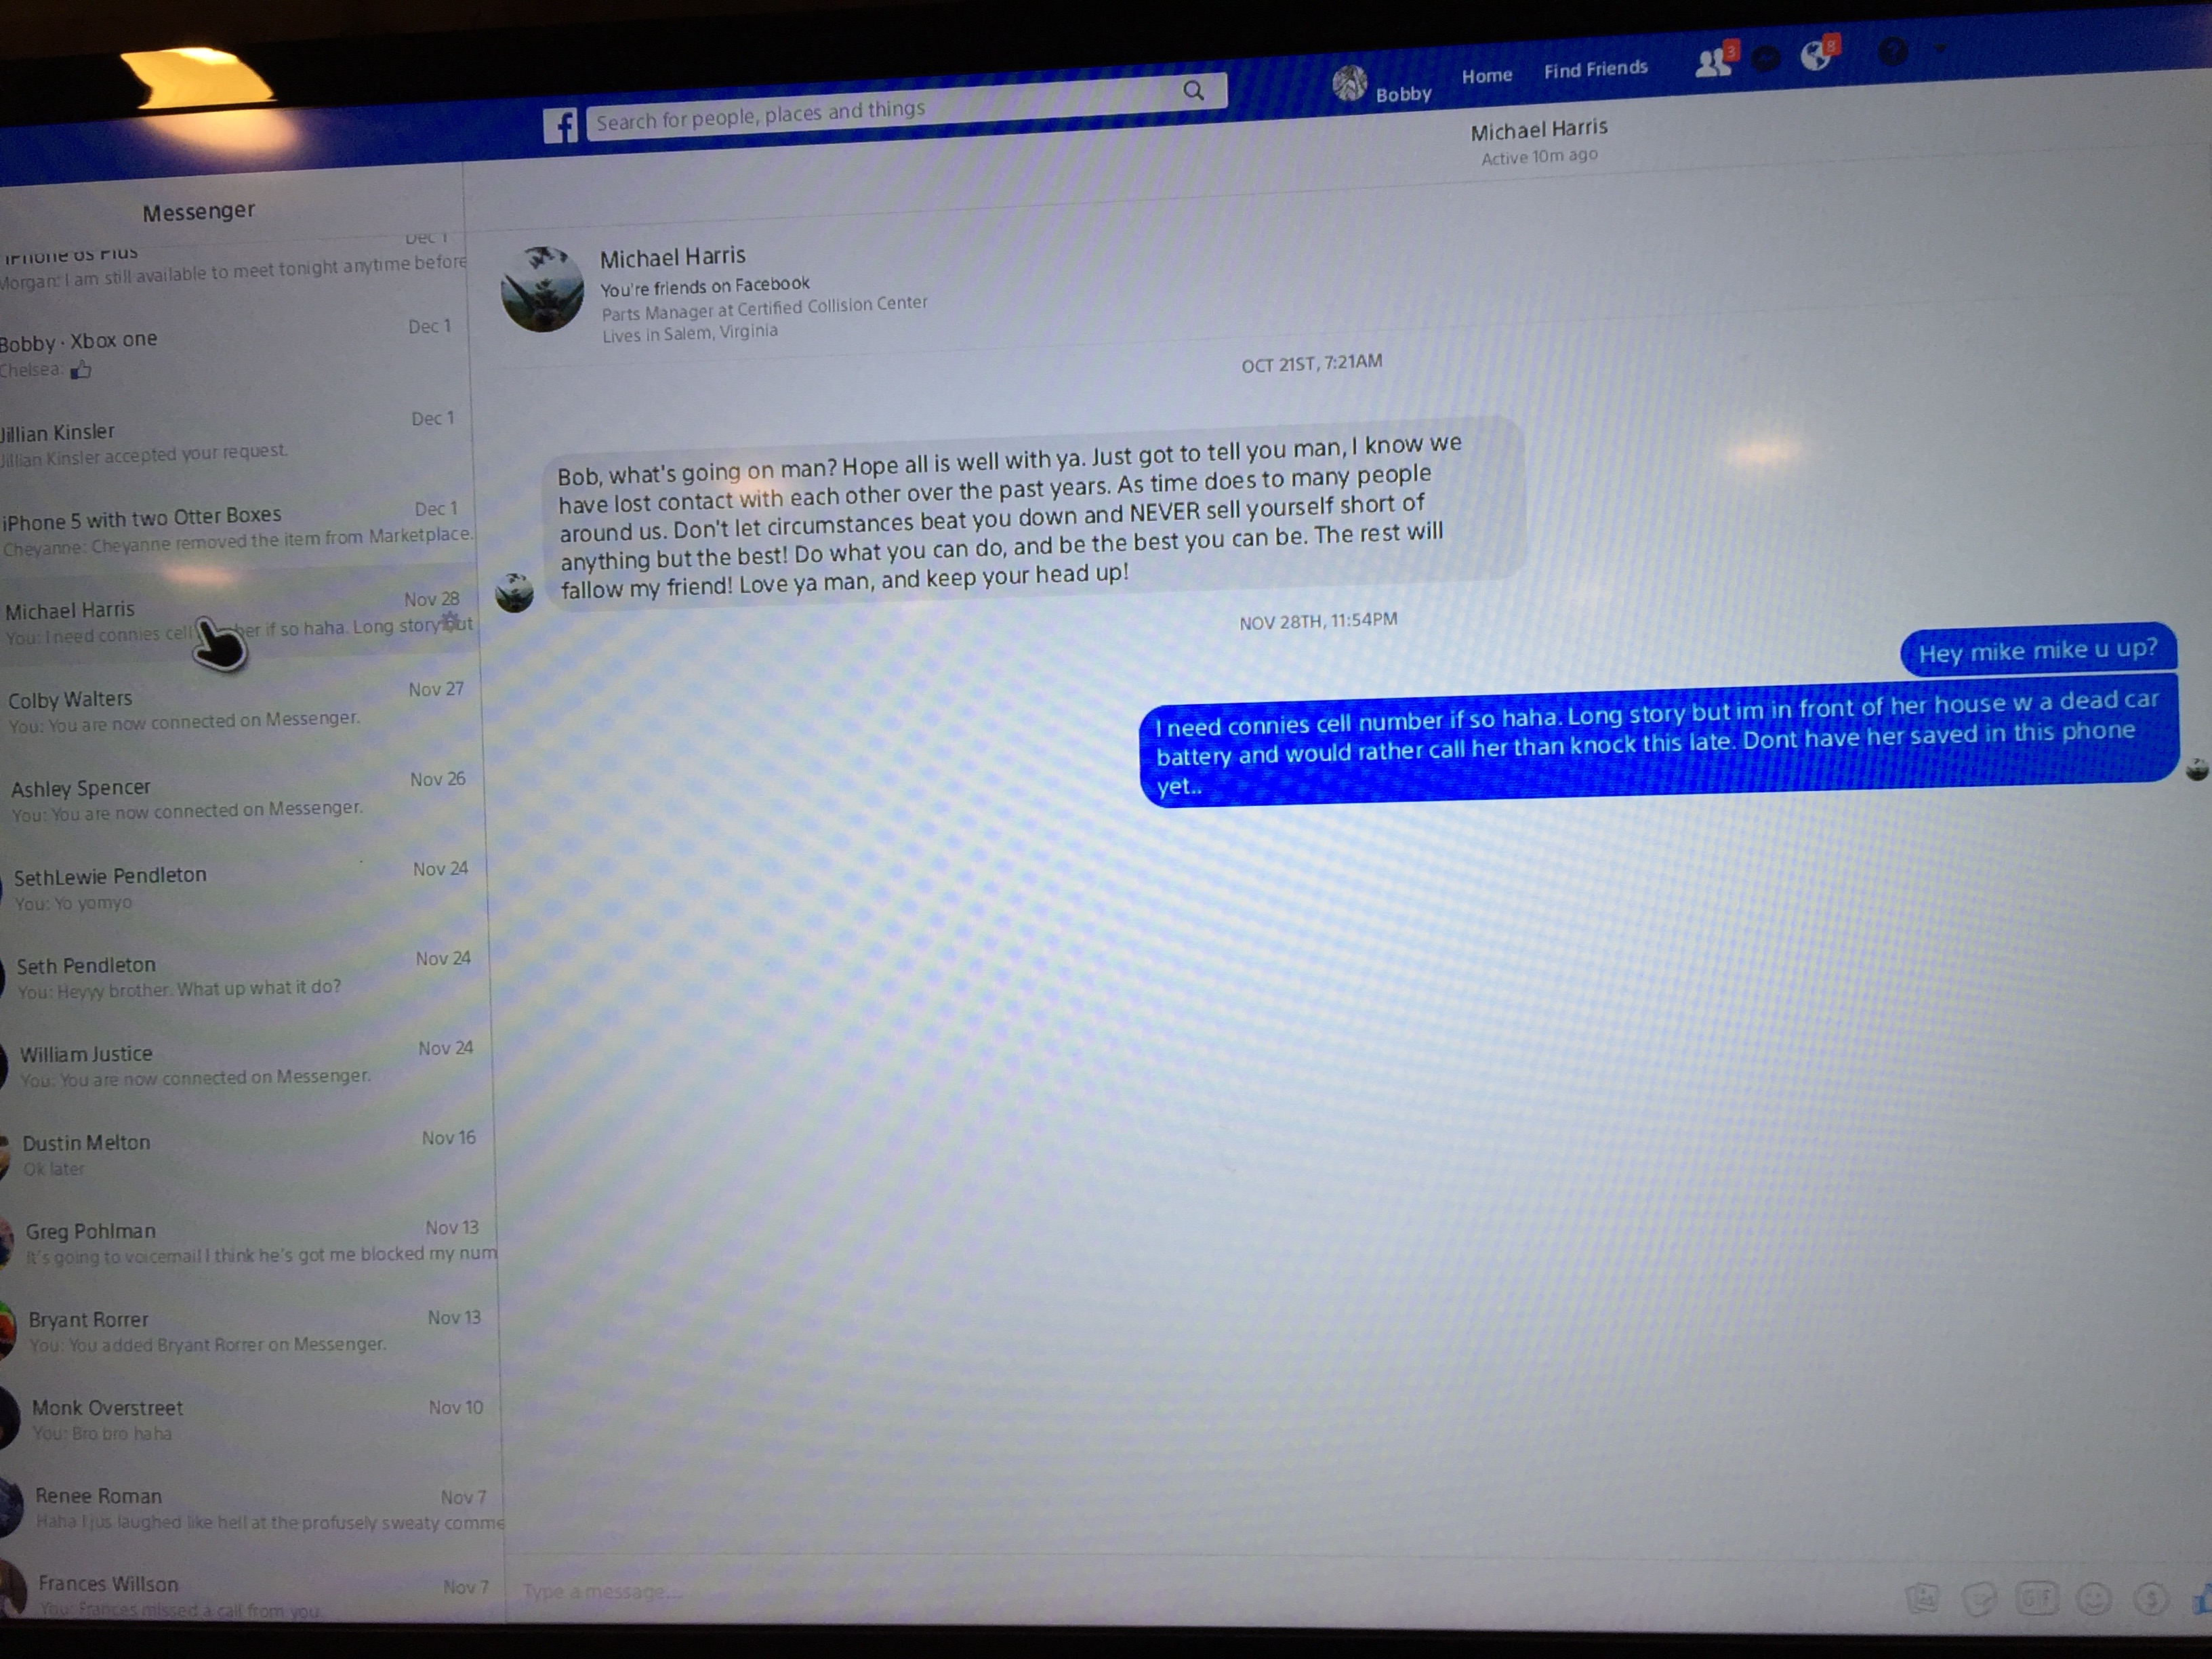 f
Search for people, places and things
Bobby
Home
Find Friends
3
8
?
Messenger
Michael Harris
Active 10m ago
iPhone 6s Plus
Dec 1
Morgan: I am still available to meet tonight anytime before
Bobby · Xbox one
Dec 1
Chelsea:
Jillian Kinsler
Dec 1
Jillian Kinsler accepted your request.
iPhone 5 with two Otter Boxes
Dec 1
Cheyanne: Cheyanne removed the item from Marketplace.
Michael Harris
Nov 28
You: I need connies cell if so haha. Long story
Colby Walters
Nov 27
You: You are now connected on Messenger.
Ashley Spencer
Nov 26
You: You are now connected on Messenger.
SethLewie Pendleton
Nov 24
You: Yo yomyo
Seth Pendleton
Nov 24
You: Heyyy brother. What up what it do?
William Justice
Nov 24
You: You are now connected on Messenger.
Dustin Melton
Nov 16
Ok later
Greg Pohlman
Nov 13
It's going to voicemail I think he's got me blocked my num
Bryant Rorrer
Nov 13
You: You added Bryant Rorrer on Messenger.
Monk Overstreet
Nov 10
You: Bro bro haha
Renee Roman
Nov 7
Haha I jus laughed like hell at the profusely sweaty comme
Frances Willson
Nov 7
You: Frances missed a call from you.
Michael Harris
You're friends on Facebook
Parts Manager at Certified Collision Center
Lives in Salem, Virginia
OCT 21ST, 7:21AM
Bob, what's going on man? Hope all is well with ya. Just got to tell you man, I know we
have lost contact with each other over the past years. As time does to many people
around us. Don't let circumstances beat you down and NEVER sell yourself short of
anything but the best! Do what you can do, and be the best you can be. The rest will
fallow my friend! Love ya man, and keep your head up!
NOV 28TH, 11:54PM
Hey mike mike u up?
I need connies cell number if so haha. Long story but im in front of her house w a dead car
battery and would rather call her than knock this late. Dont have her saved in this phone
yet..
Type a message...
GIF
$